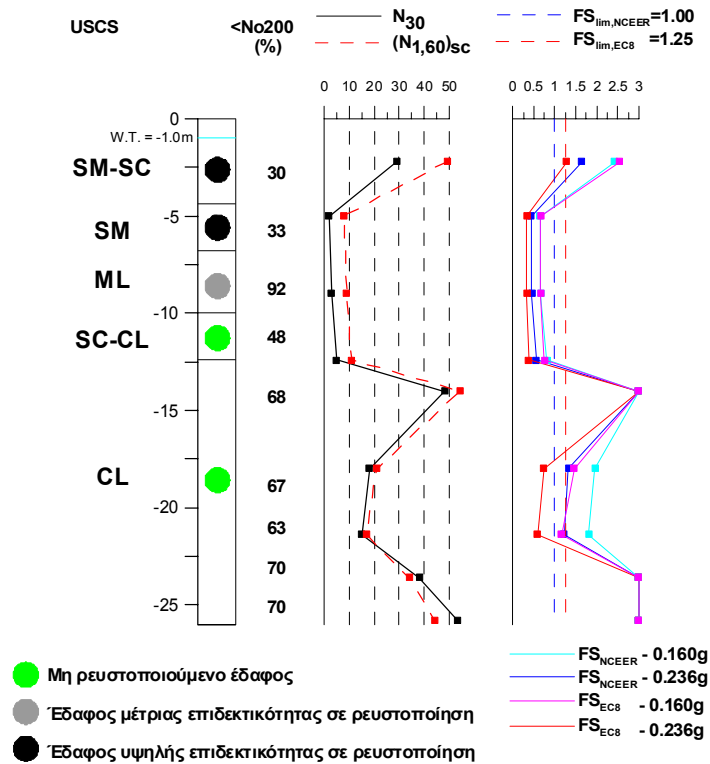 USCS
<No200
(%)
N30
(N1,60)sc
FSlim,NCEER=1.00
FSlim,EC8 =1.25
0 10 20 30 40 50
0 0.5 1 1.5 2 2.5 3
0
W.T. = -1.0m
SM-SC
30
-5
SM
33
ML
92
-10
SC-CL
48
68
-15
CL
67
-20
63
70
-25
70
FSNCEER - 0.160g
FSNCEER - 0.236g
FSEC8 - 0.160g
FSEC8 - 0.236g
Μη ρευστοποιούμενο έδαφος
Έδαφος μέτριας επιδεκτικότητας σε ρευστοποίηση
Έδαφος υψηλής επιδεκτικότητας σε ρευστοποίηση